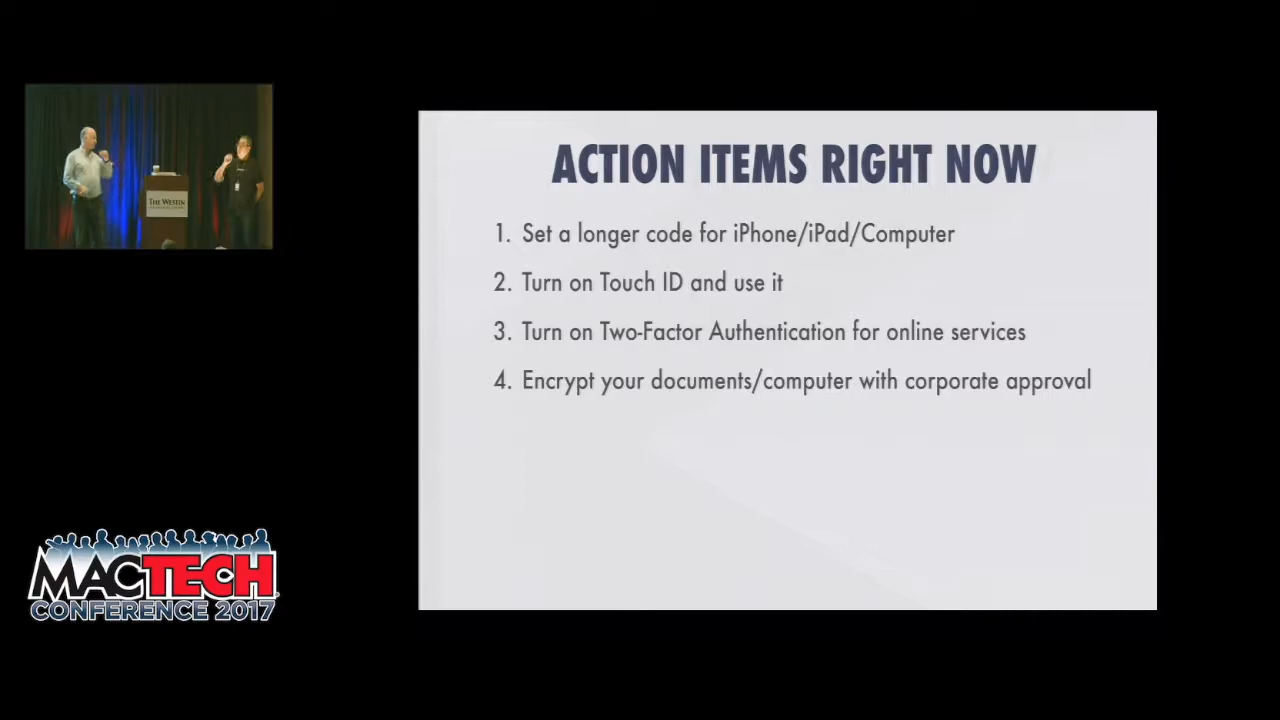 THE WESTIN
ACTION ITEMS RIGHT NOW
1. Set a longer code for iPhone/iPad/Computer
2. Turn on Touch ID and use it
3. Turn on Two-Factor Authentication for online services
4. Encrypt your documents/computer with corporate approval
MACTECH
CONFERENCE 2017